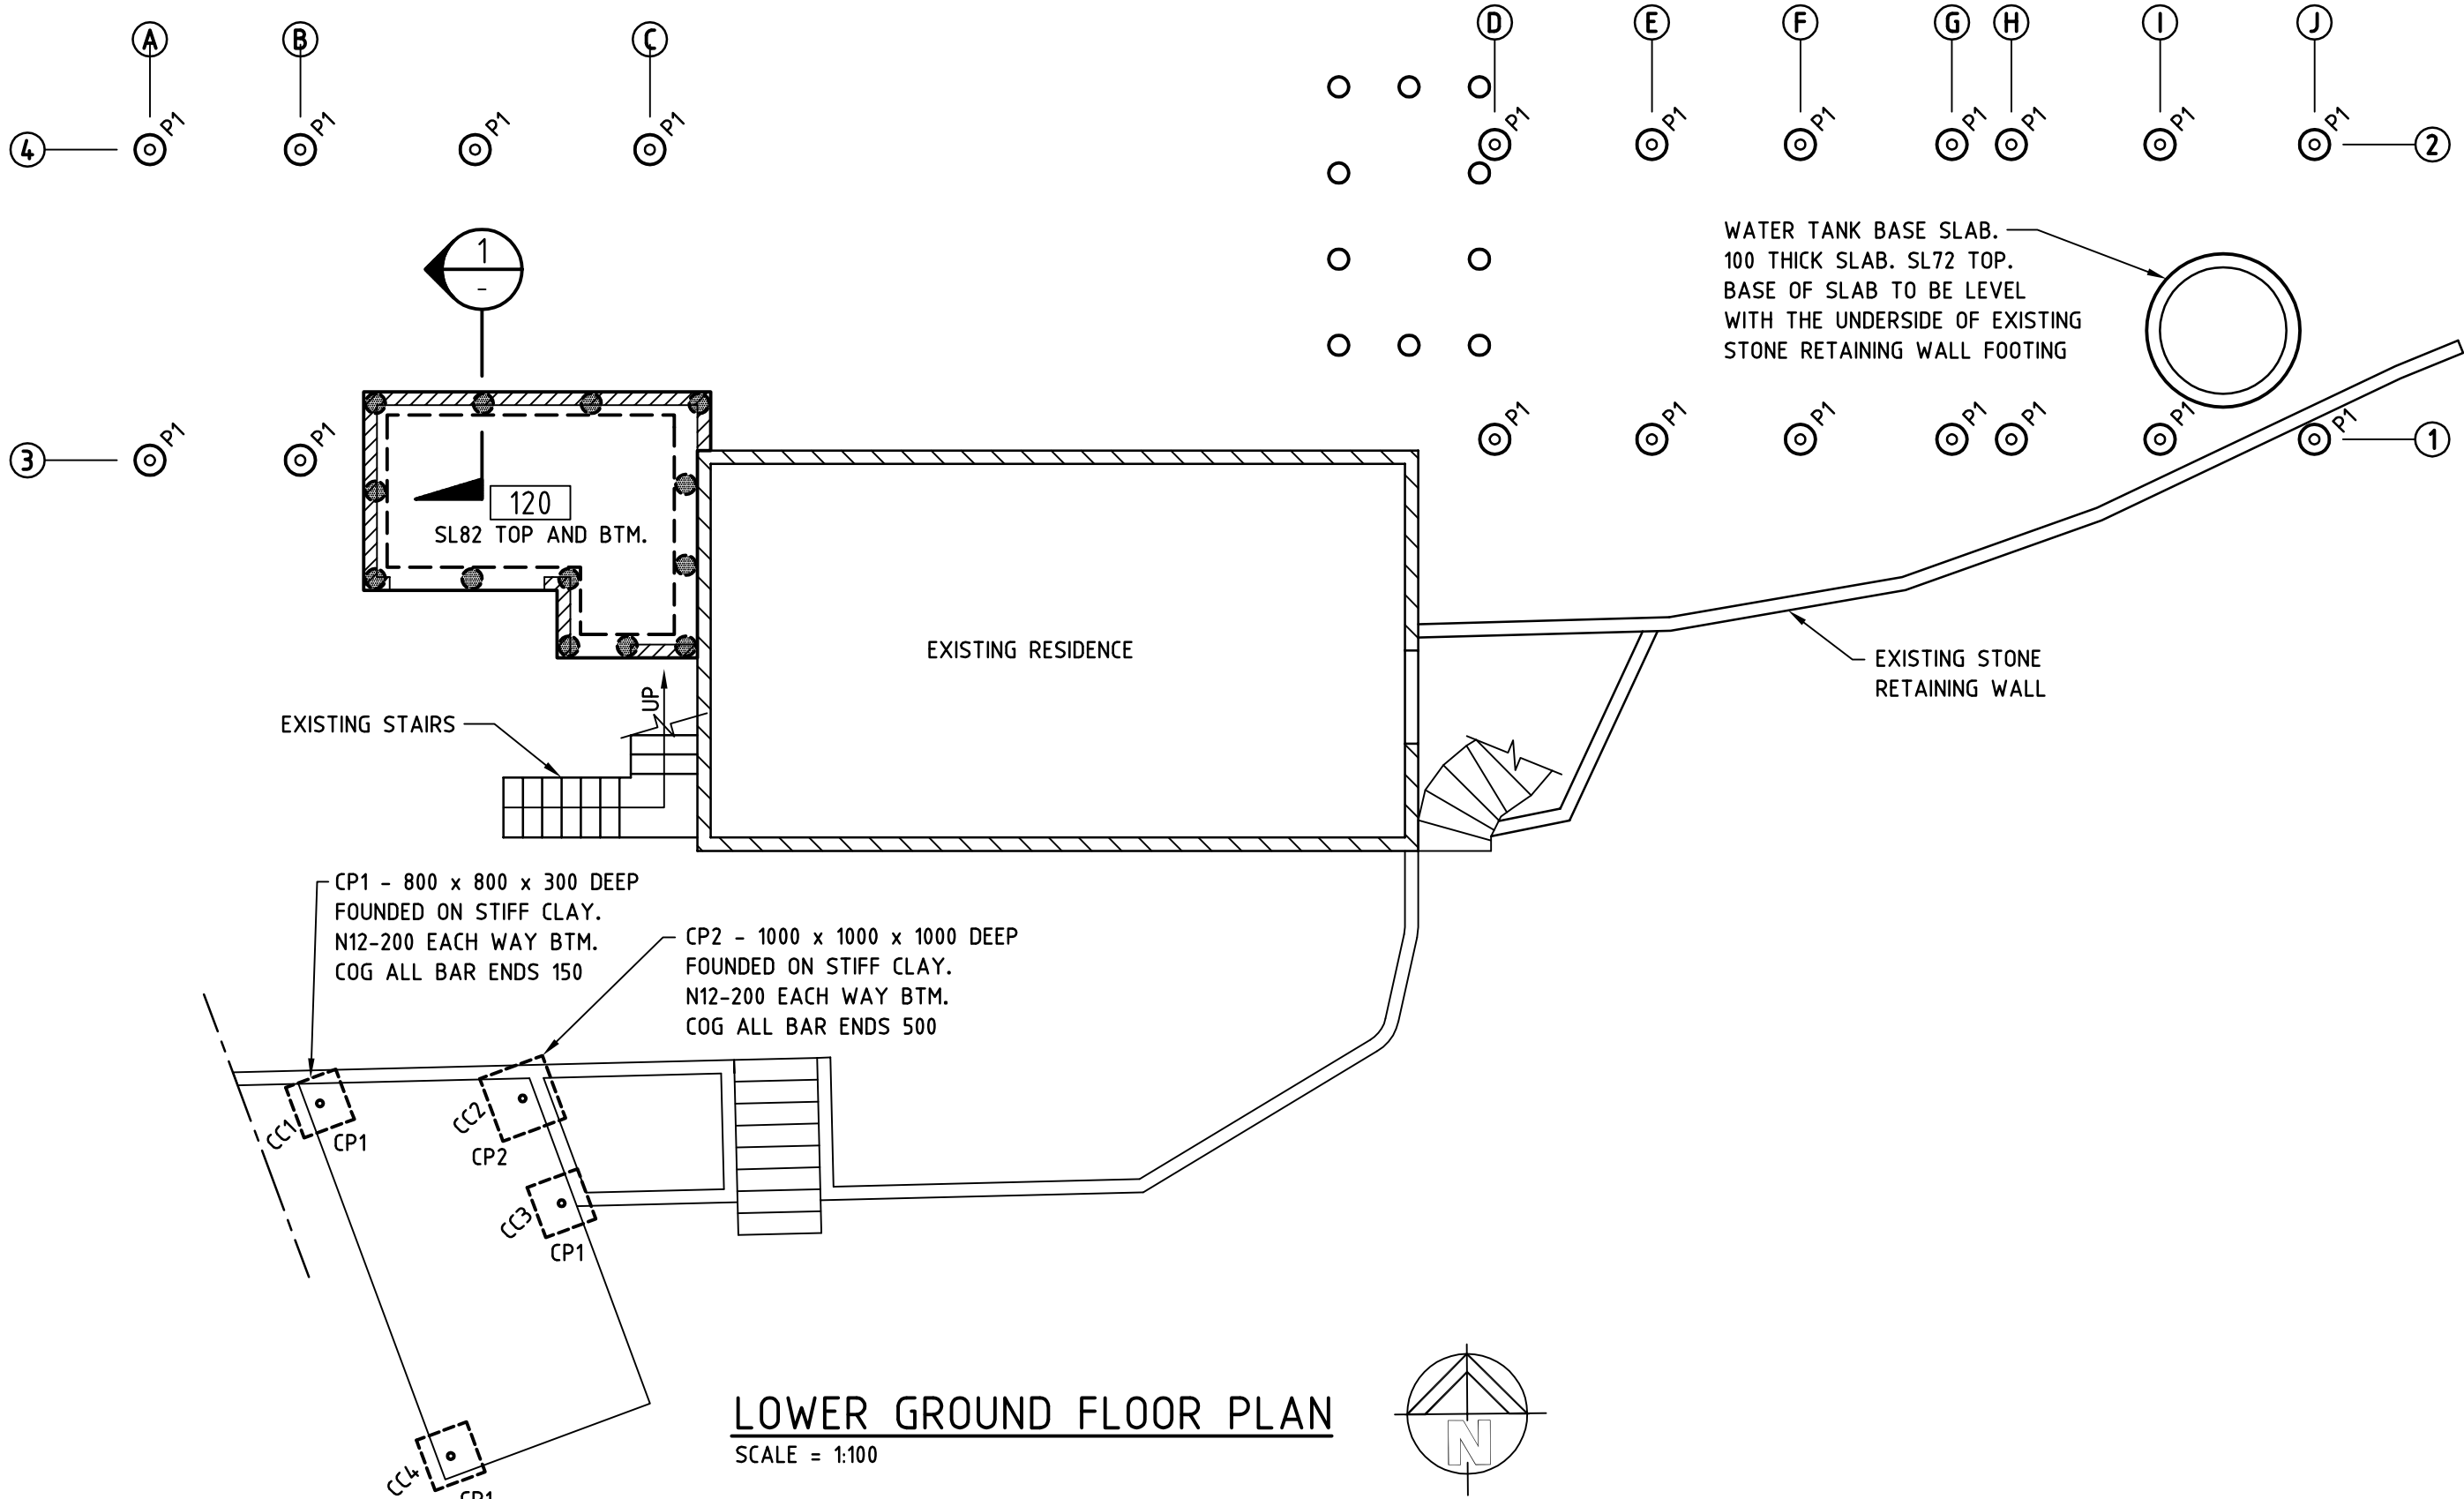 A
B
C
D
E
F
G
H
I
J
4
P1
P1
P1
P1
P1
P1
P1
P1
P1
P1
P1
2
WATER TANK BASE SLAB.
100 THICK SLAB. SL72 TOP.
BASE OF SLAB TO BE LEVEL
WITH THE UNDERSIDE OF EXISTING
STONE RETAINING WALL FOOTING
1
-
3
P1
P1
P1
P1
P1
P1
P1
P1
P1
1
120
SL82 TOP AND BTM.
EXISTING RESIDENCE
EXISTING STONE
RETAINING WALL
UP
EXISTING STAIRS
CP1 - 800 x 800 x 300 DEEP
FOUNDED ON STIFF CLAY.
N12-200 EACH WAY BTM.
COG ALL BAR ENDS 150
CP2 - 1000 x 1000 x 1000 DEEP
FOUNDED ON STIFF CLAY.
N12-200 EACH WAY BTM.
COG ALL BAR ENDS 500
CC1
CP1
CC2
CP2
CC3
CP1
CC4
CP1
LOWER GROUND FLOOR PLAN
SCALE = 1:100
N